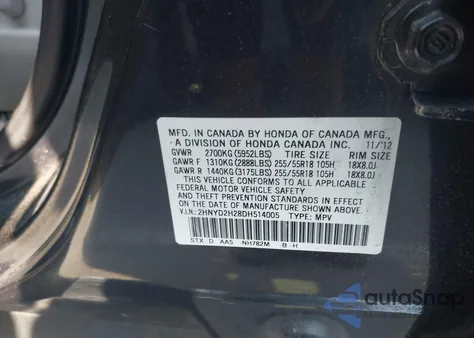 MFD. IN CANADA BY HONDA OF CANADA MFG.,
A DIVISION OF HONDA CANADA INC. 11/'12
GVWR 2700KG (5952LBS) TIRE SIZE RIM SIZE
GAWR F 1310KG (2888LBS) 255/55R18 105H 18X8.0J
GAWR R 1440KG (3175LBS) 255/55R18 105H 18X8.0J
THIS VEHICLE CONFORMS TO ALL APPLICABLE
FEDERAL MOTOR VEHICLE SAFETY
AND THEFT PREVENTION STANDARDS IN EFFECT
ON THE DATE OF MANUFACTURE SHOWN ABOVE.
V.I.N.: 2HNYD2H28DH514005 TYPE: MPV
STX D AA5 NH782M B H
autoSnap